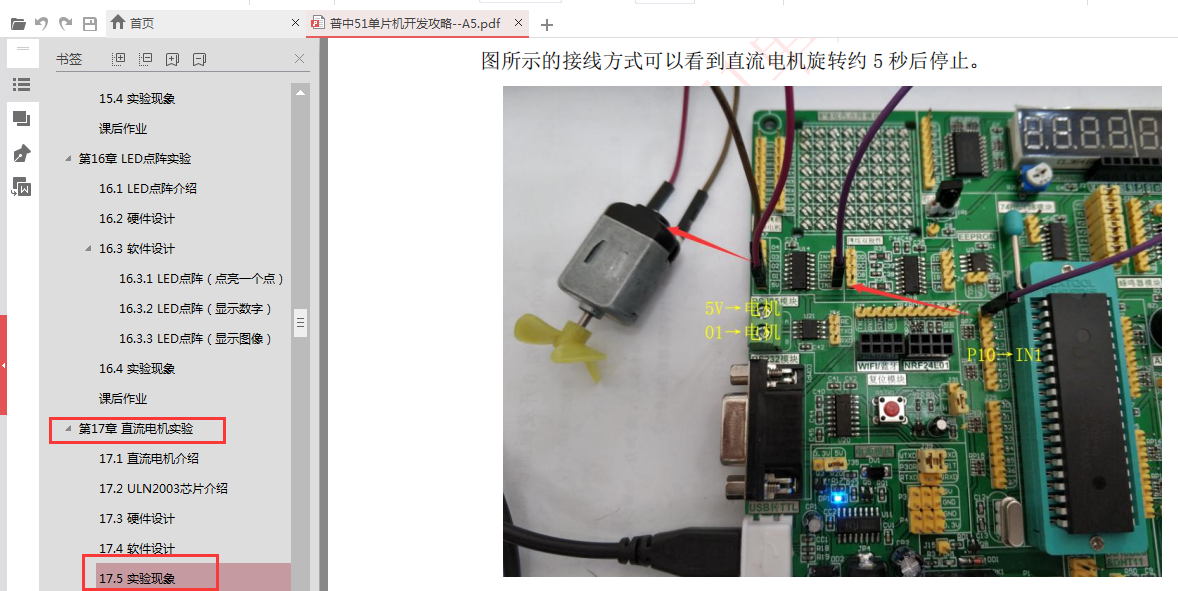 首页
普中51单片机开发攻略--A5.pdf
书签
15.4 实验现象
课后作业
第16章 LED点阵实验
16.1 LED点阵介绍
16.2 硬件设计
16.3 软件设计
16.3.1 LED点阵（点亮一个点）
16.3.2 LED点阵（显示数字）
16.3.3 LED点阵（显示图像）
16.4 实验现象
课后作业
第17章 直流电机实验
17.1 直流电机介绍
17.2 ULN2003芯片介绍
17.3 硬件设计
17.4 软件设计
17.5 实验现象
图所示的接线方式可以看到直流电机旋转约 5 秒后停止。
5V→电机
O1→电机
P10→IN1
WIFI/蓝牙
NRF24L01
复位模块
EEPROM
USB转TTL
DHT11